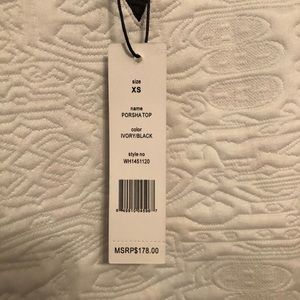 size
XS
name
PORSHA TOP
color
IVORY/BLACK
style no
WH1451120
MSRP$178.00